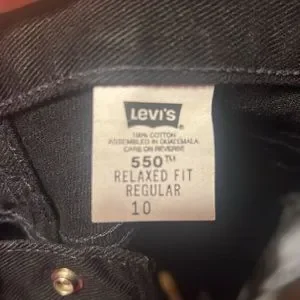 Levi's
®
100% COTTON
ASSEMBLED IN GUATEMALA
CARE ON REVERSE
550™
RELAXED FIT
REGULAR
10